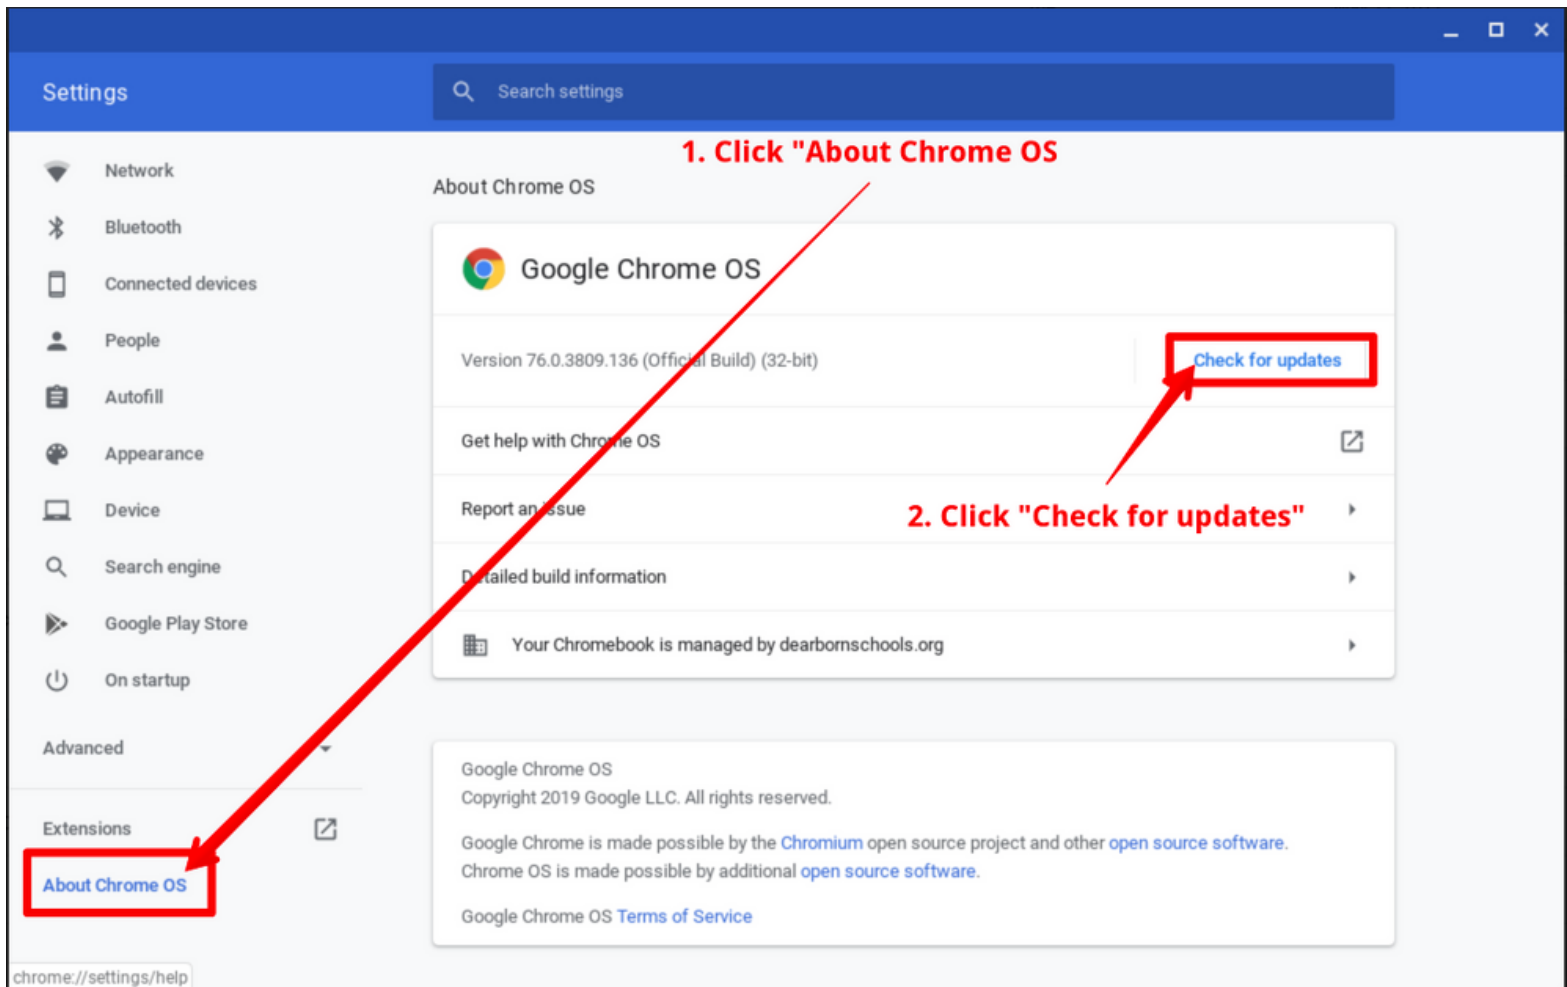 Settings
Search settings
1. Click "About Chrome OS
Network
Bluetooth
Connected devices
People
Autofill
Appearance
Device
Search engine
Google Play Store
On startup
Advanced
Extensions
About Chrome OS
chrome://settings/help
About Chrome OS
Google Chrome OS
Version 76.0.3809.136 (Official Build) (32-bit)
Check for updates
Get help with Chrome OS
Report an issue
2. Click "Check for updates"
Detailed build information
Your Chromebook is managed by dearbornschools.org
Google Chrome OS
Copyright 2019 Google LLC. All rights reserved.
Google Chrome is made possible by the Chromium open source project and other open source software.
Chrome OS is made possible by additional open source software.
Google Chrome OS Terms of Service